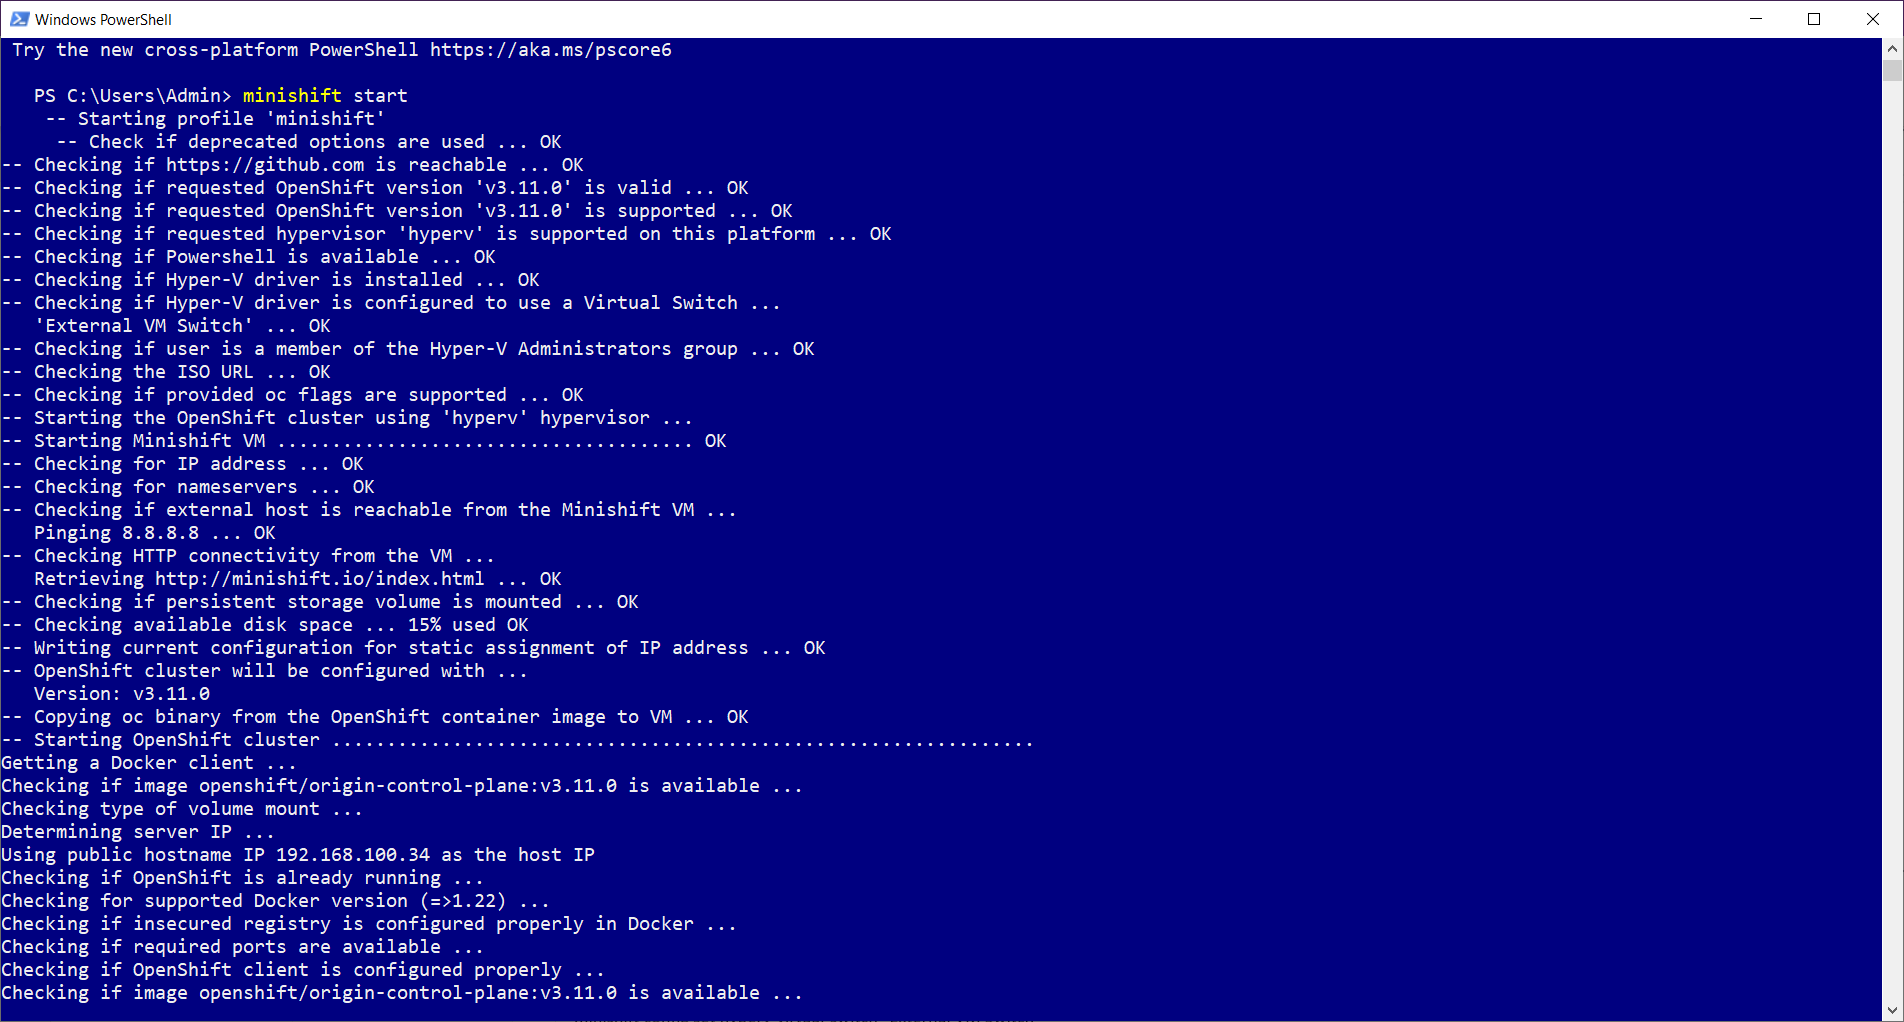 Windows PowerShell
Try the new cross-platform PowerShell https://aka.ms/pscore6
PS C:\Users\Admin> minishift start
-- Starting profile 'minishift'
-- Check if deprecated options are used ... OK
-- Checking if https://github.com is reachable ... OK
-- Checking if requested OpenShift version 'v3.11.0' is valid ... OK
-- Checking if requested OpenShift version 'v3.11.0' is supported ... OK
-- Checking if requested hypervisor 'hyperv' is supported on this platform ... OK
-- Checking if Powershell is available ... OK
-- Checking if Hyper-V driver is installed ... OK
-- Checking if Hyper-V driver is configured to use a Virtual Switch ...
'External VM Switch' ... OK
-- Checking if user is a member of the Hyper-V Administrators group ... OK
-- Checking the ISO URL ... OK
-- Checking if provided oc flags are supported ... OK
-- Starting the OpenShift cluster using 'hyperv' hypervisor ...
-- Starting Minishift VM ...................................... OK
-- Checking for IP address ... OK
-- Checking for nameservers ... OK
-- Checking if external host is reachable from the Minishift VM ...
Pinging 8.8.8.8 ... OK
-- Checking HTTP connectivity from the VM ...
Retrieving http://minishift.io/index.html ... OK
-- Checking if persistent storage volume is mounted ... OK
-- Checking available disk space ... 15% used OK
-- Writing current configuration for static assignment of IP address ... OK
-- OpenShift cluster will be configured with ...
Version: v3.11.0
-- Copying oc binary from the OpenShift container image to VM ... OK
-- Starting OpenShift cluster ................................................................
Getting a Docker client ...
Checking if image openshift/origin-control-plane:v3.11.0 is available ...
Checking type of volume mount ...
Determining server IP ...
Using public hostname IP 192.168.100.34 as the host IP
Checking if OpenShift is already running ...
Checking for supported Docker version (=>1.22) ...
Checking if insecured registry is configured properly in Docker ...
Checking if required ports are available ...
Checking if OpenShift client is configured properly ...
Checking if image openshift/origin-control-plane:v3.11.0 is available ...